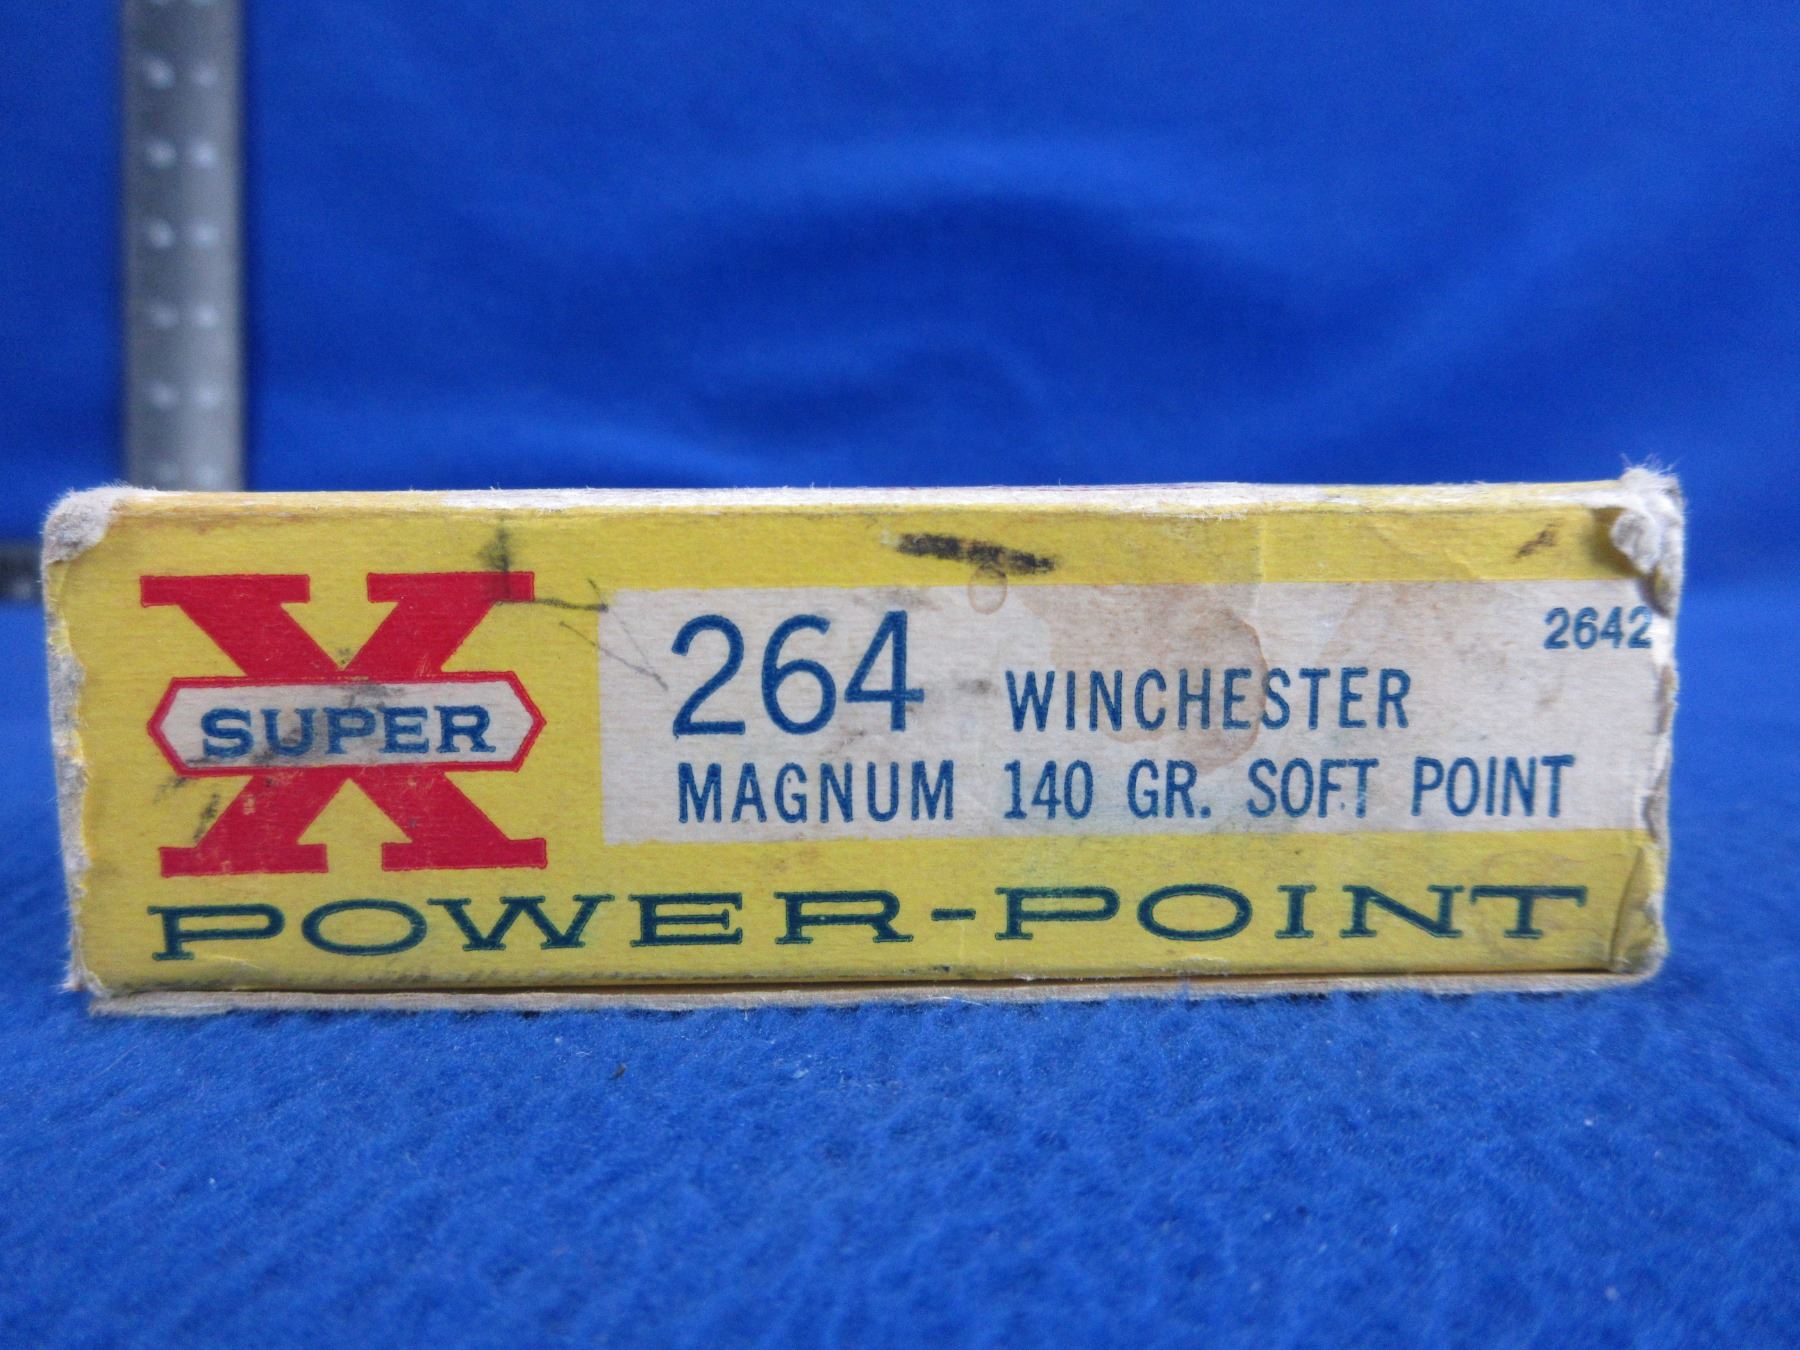 X
SUPER
2642
264 WINCHESTER
MAGNUM 140 GR. SOFT POINT
POWER-POINT